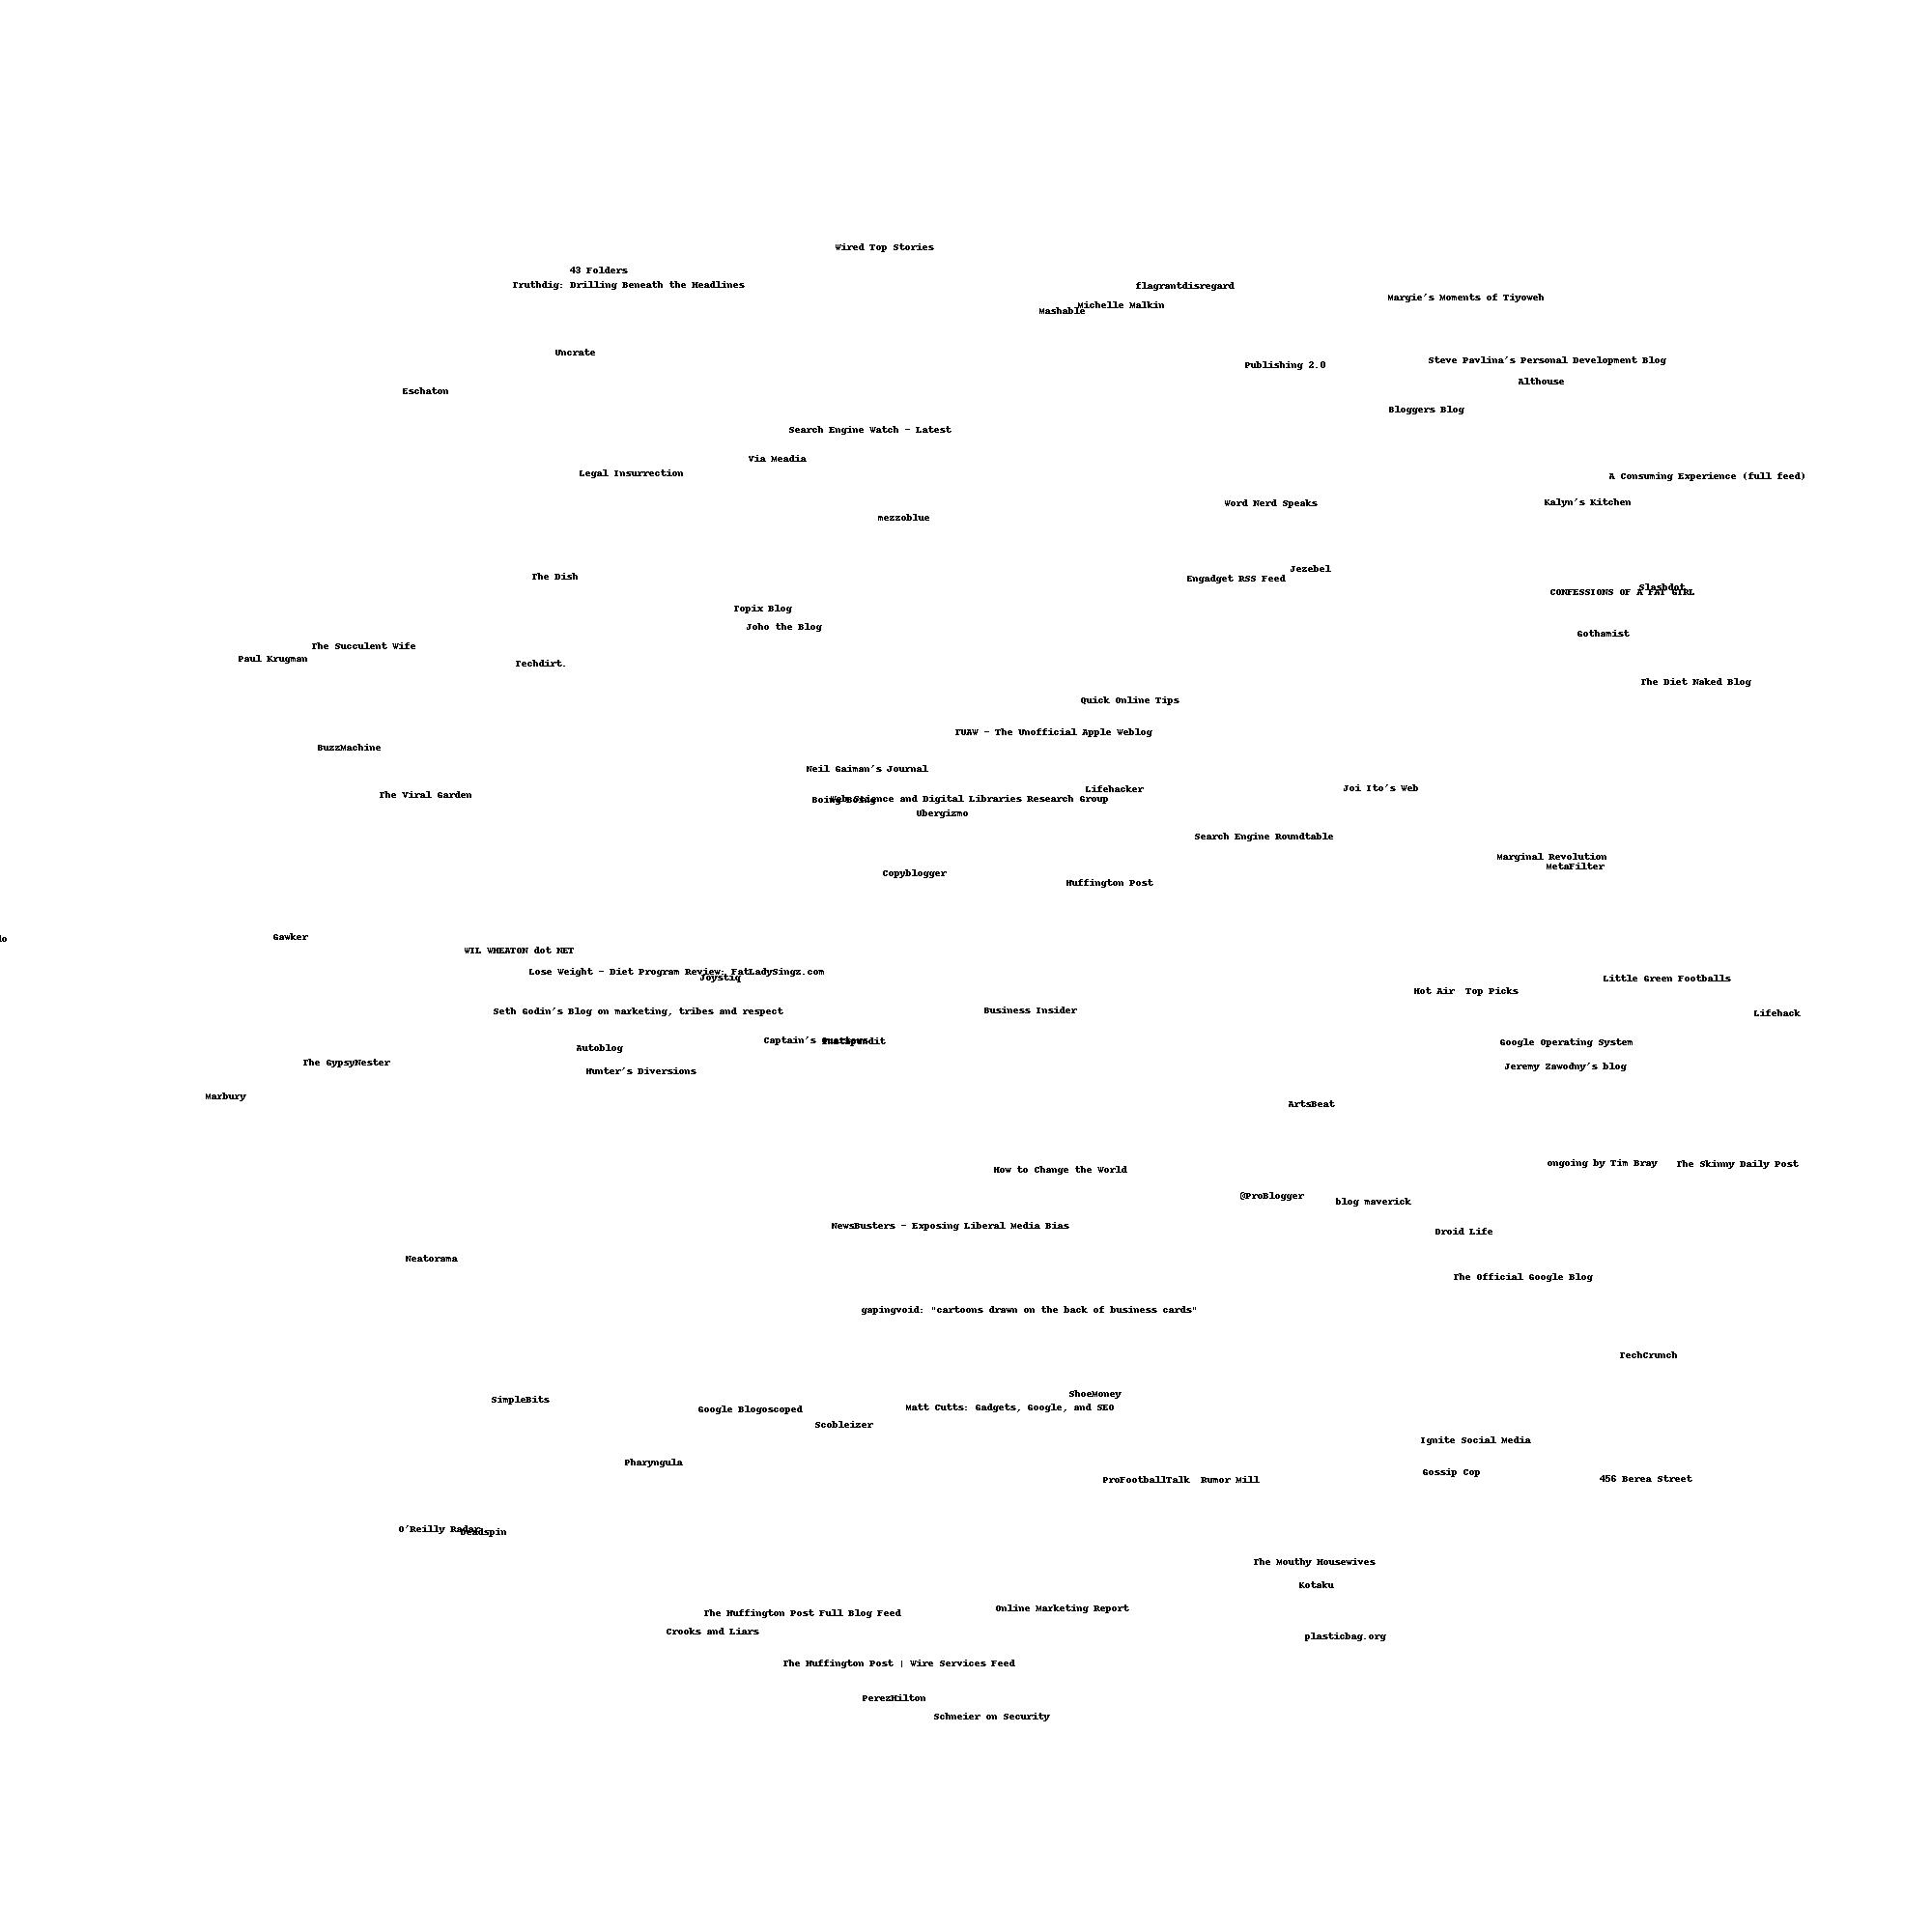 Wired Top Stories
43 Folders
Truthdig: Drilling Beneath the Headlines
flagrantdisregard
Margie's Moments of Tiyoweh
Michelle Malkin
Mashable
Uncrate
Steve Pavlina's Personal Development Blog
Publishing 2.0
Althouse
Eschaton
Bloggers Blog
Search Engine Watch - Latest
Via Meadia
Legal Insurrection
A Consuming Experience (full feed)
Word Nerd Speaks
Kalyn's Kitchen
mezzoblue
Jezebel
The Dish
Engadget RSS Feed
Slashdot
CONFESSIONS OF A FAT GIRL
Topix Blog
Joho the Blog
Gothamist
The Succulent Wife
Paul Krugman
Techdirt.
The Diet Naked Blog
Quick Online Tips
TUAW - The Unofficial Apple Weblog
BuzzMachine
Neil Gaiman's Journal
Lifehacker
Joi Ito's Web
The Viral Garden
Boing Boing
Web Science and Digital Libraries Research Group
Ubergizmo
Search Engine Roundtable
Marginal Revolution
MetaFilter
Copyblogger
Huffington Post
Gawker
WIL WHEATON dot NET
Lose Weight - Diet Program Review: FatLadySingz.com
Joystiq
Little Green Footballs
Hot Air  Top Picks
Seth Godin's Blog on marketing, tribes and respect
Business Insider
Lifehack
Captain's Quarters
Instapundit
Google Operating System
Autoblog
The GypsyNester
Jeremy Zawodny's blog
Hunter's Diversions
Marbury
ArtsBeat
ongoing by Tim Bray
The Skinny Daily Post
How to Change the World
@ProBlogger
blog maverick
NewsBusters - Exposing Liberal Media Bias
Droid Life
Neatorama
The Official Google Blog
gapingvoid: "cartoons drawn on the back of business cards"
TechCrunch
ShoeMoney
SimpleBits
Matt Cutts: Gadgets, Google, and SEO
Google Blogoscoped
Scobleizer
Ignite Social Media
Pharyngula
Gossip Cop
456 Berea Street
ProFootballTalk  Rumor Mill
O'Reilly Radar
Deadspin
The Mouthy Housewives
Kotaku
Online Marketing Report
The Huffington Post Full Blog Feed
Crooks and Liars
plasticbag.org
The Huffington Post | Wire Services Feed
PerezHilton
Schneier on Security